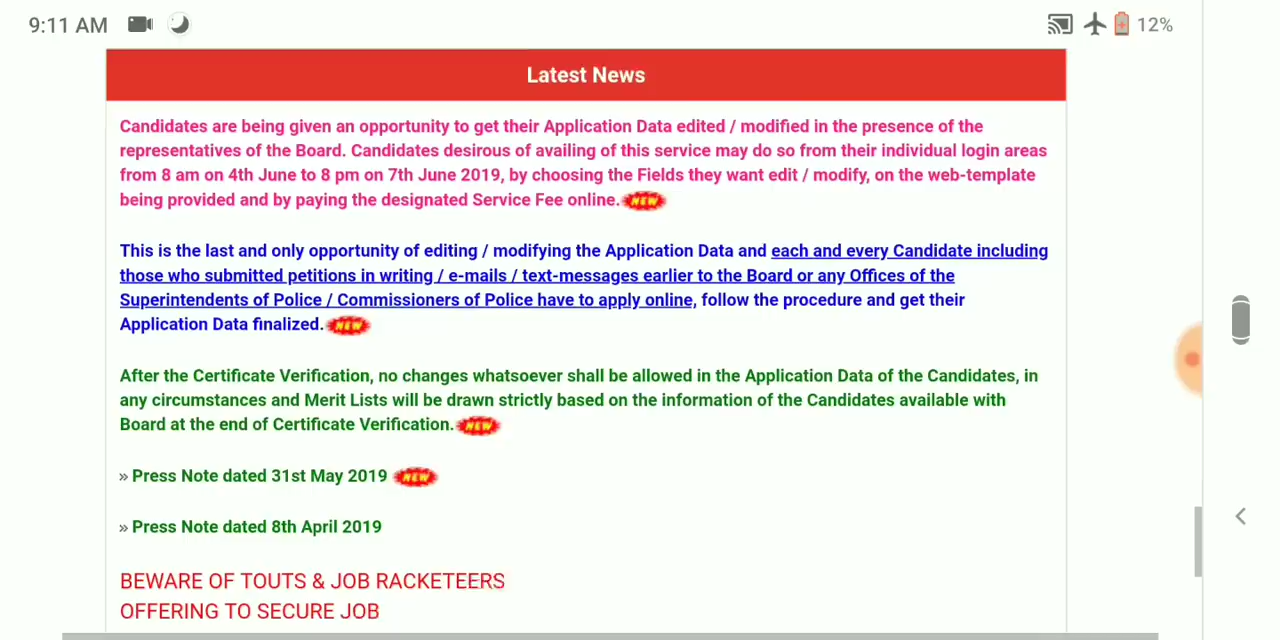 9:11 AM
12%
Latest News
Candidates are being given an opportunity to get their Application Data edited / modified in the presence of the
representatives of the Board. Candidates desirous of availing of this service may do so from their individual login areas
from 8 am on 4th June to 8 pm on 7th June 2019, by choosing the Fields they want edit / modify, on the web-template
being provided and by paying the designated Service Fee online. NEW
This is the last and only opportunity of editing / modifying the Application Data and each and every Candidate including
those who submitted petitions in writing / e-mails / text-messages earlier to the Board or any Offices of the
Superintendents of Police / Commissioners of Police have to apply online, follow the procedure and get their
Application Data finalized. NEW
After the Certificate Verification, no changes whatsoever shall be allowed in the Application Data of the Candidates, in
any circumstances and Merit Lists will be drawn strictly based on the information of the Candidates available with
Board at the end of Certificate Verification. NEW
» Press Note dated 31st May 2019 NEW
» Press Note dated 8th April 2019
BEWARE OF TOUTS & JOB RACKETEERS
OFFERING TO SECURE JOB